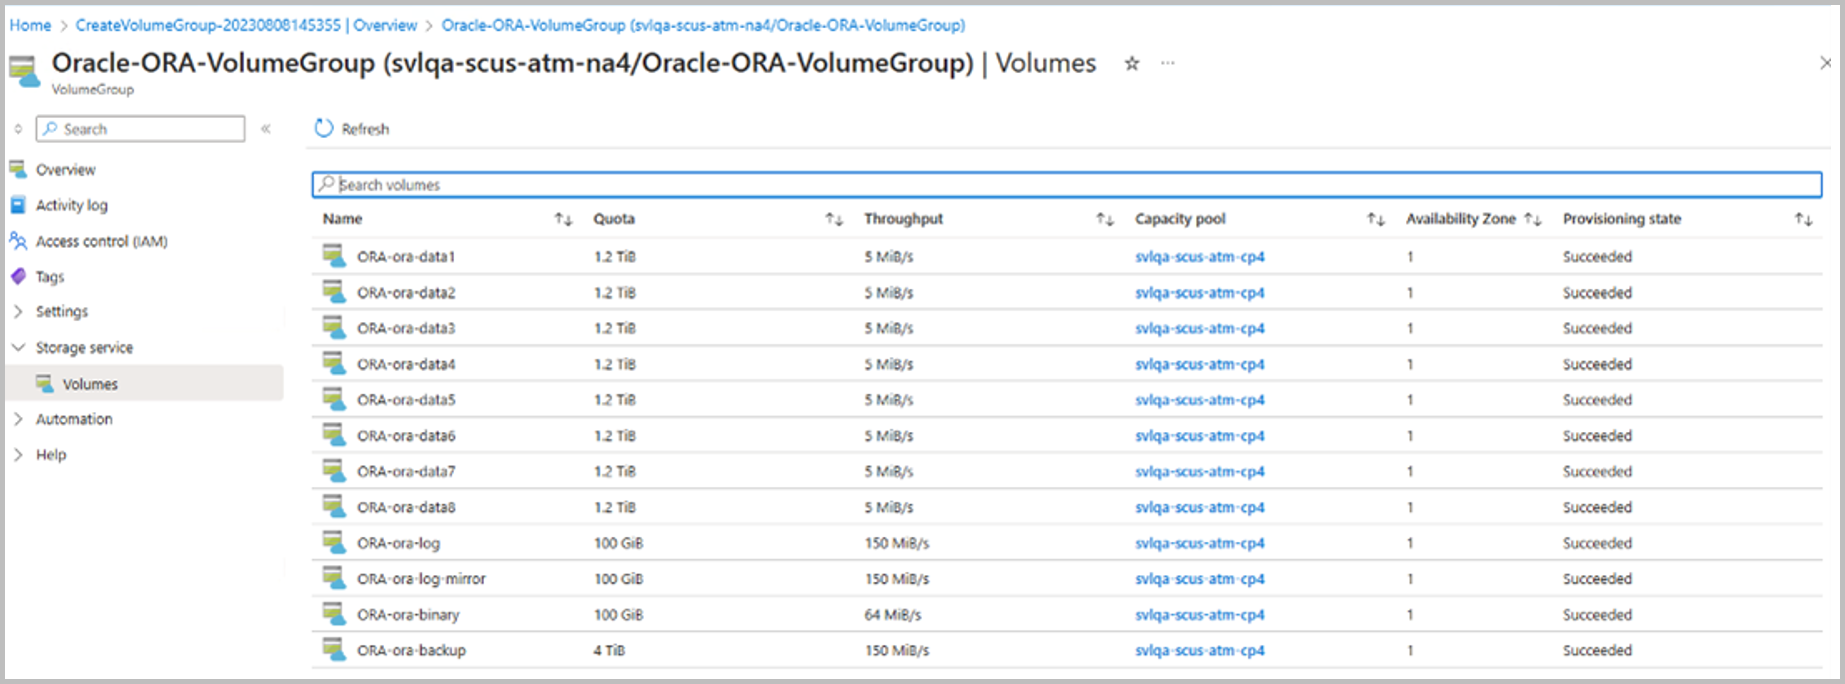 Home > CreateVolumeGroup-20230808145355 | Overview > Oracle-ORA-VolumeGroup (svlqa-scus-atm-na4/Oracle-ORA-VolumeGroup)
Oracle-ORA-VolumeGroup (svlqa-scus-atm-na4/Oracle-ORA-VolumeGroup) | Volumes
VolumeGroup
Search
Refresh
Overview
Activity log
Access control (IAM)
Tags
Settings
Storage service
Volumes
Automation
Help
Search volumes
Name Quota Throughput Capacity pool Availability Zone Provisioning state
ORA-ora-data1 1.2 TiB 5 MiB/s svlqa-scus-atm-cp4 1 Succeeded
ORA-ora-data2 1.2 TiB 5 MiB/s svlqa-scus-atm-cp4 1 Succeeded
ORA-ora-data3 1.2 TiB 5 MiB/s svlqa-scus-atm-cp4 1 Succeeded
ORA-ora-data4 1.2 TiB 5 MiB/s svlqa-scus-atm-cp4 1 Succeeded
ORA-ora-data5 1.2 TiB 5 MiB/s svlqa-scus-atm-cp4 1 Succeeded
ORA-ora-data6 1.2 TiB 5 MiB/s svlqa-scus-atm-cp4 1 Succeeded
ORA-ora-data7 1.2 TiB 5 MiB/s svlqa-scus-atm-cp4 1 Succeeded
ORA-ora-data8 1.2 TiB 5 MiB/s svlqa-scus-atm-cp4 1 Succeeded
ORA-ora-log 100 GiB 150 MiB/s svlqa-scus-atm-cp4 1 Succeeded
ORA-ora-log-mirror 100 GiB 150 MiB/s svlqa-scus-atm-cp4 1 Succeeded
ORA-ora-binary 100 GiB 64 MiB/s svlqa-scus-atm-cp4 1 Succeeded
ORA-ora-backup 4 TiB 150 MiB/s svlqa-scus-atm-cp4 1 Succeeded